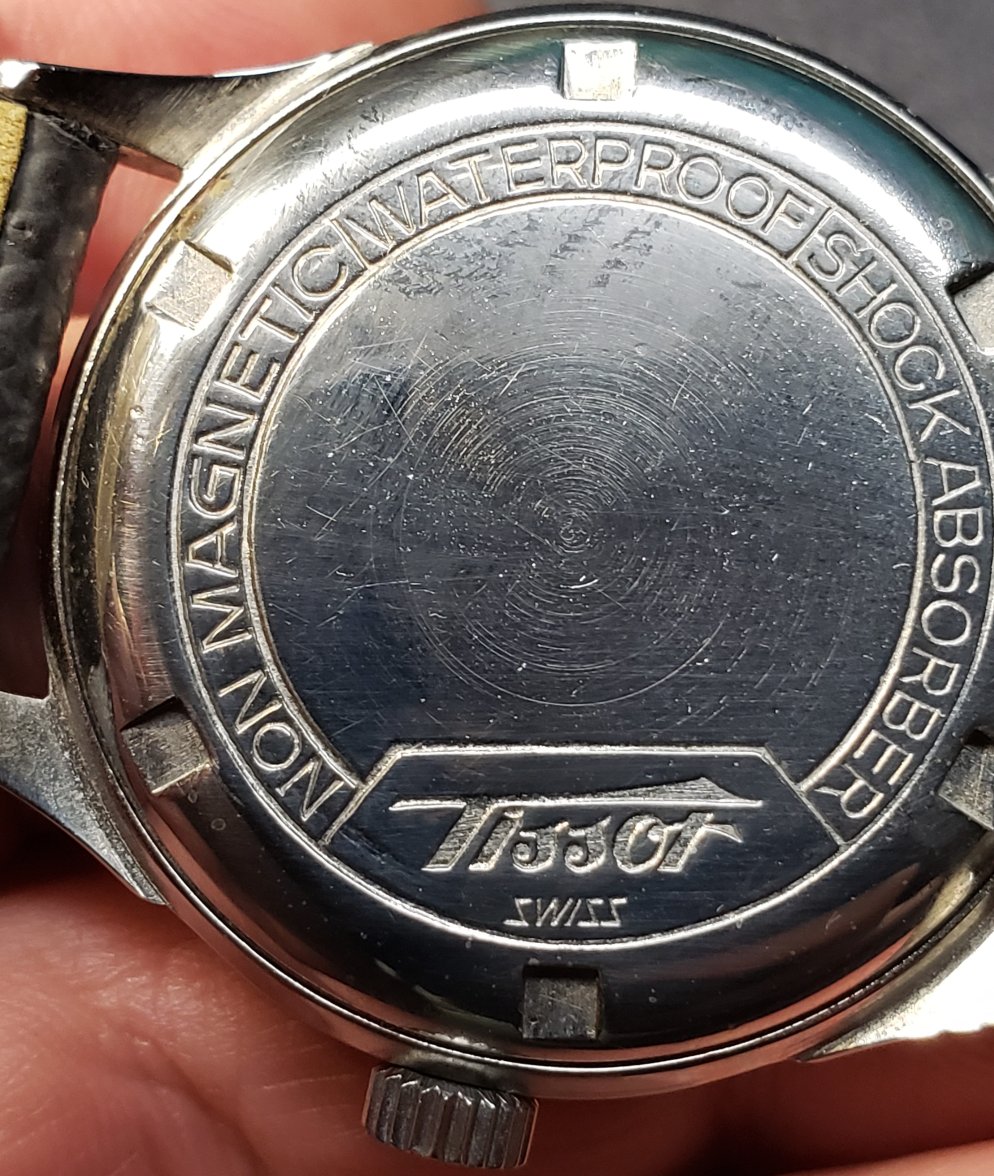 NON MAGNETIC | WATERPROOF | SHOCK ABSORBER
Tissot
SWISS